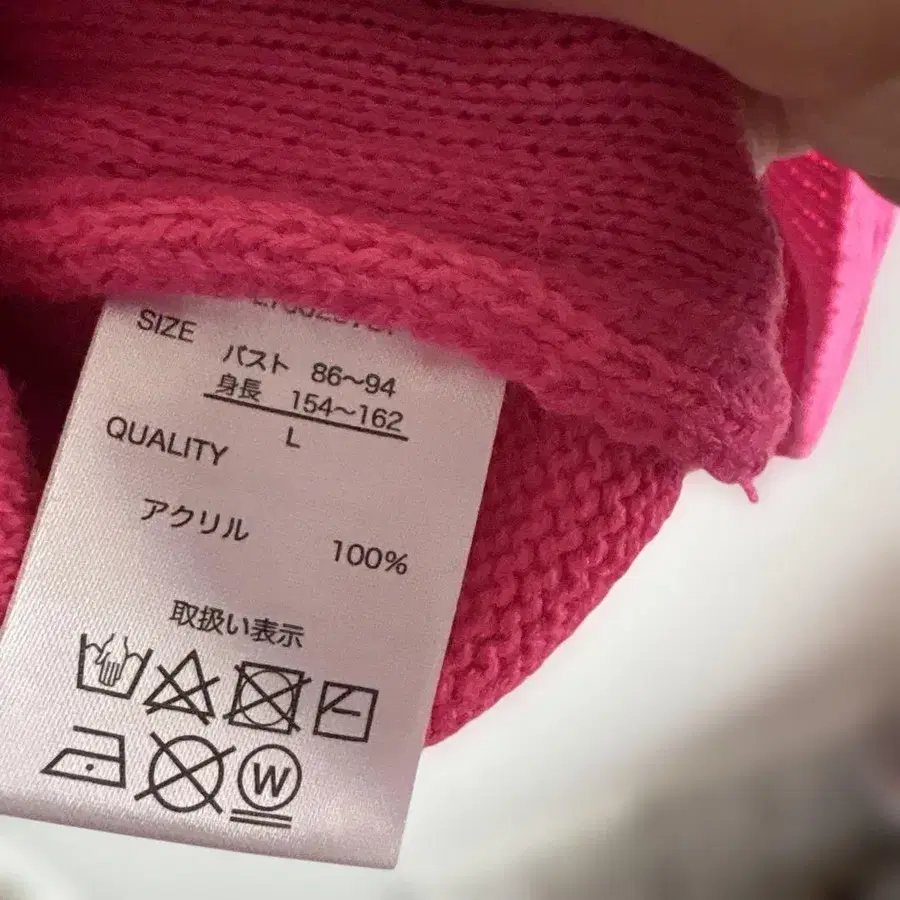 SIZE
バスト 86~94
身長 154~162
L
QUALITY
アクリル 100%
取扱い表示
W